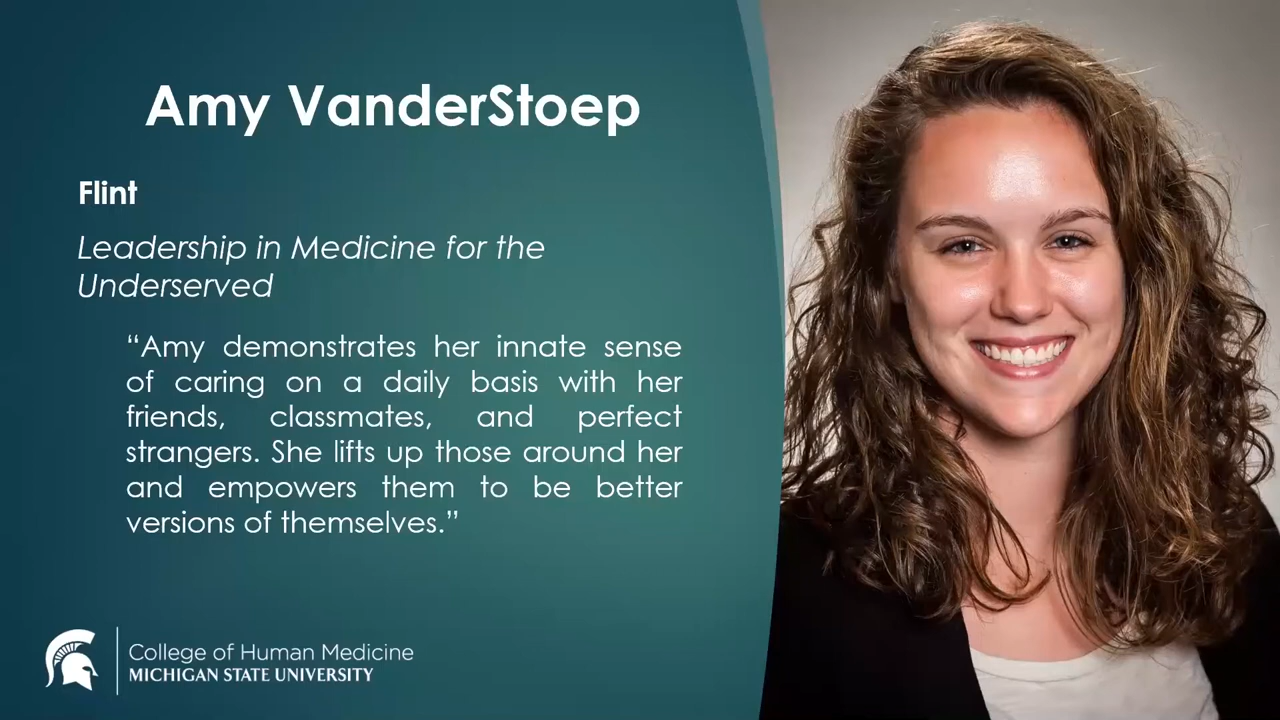 Amy VanderStoep
Flint
Leadership in Medicine for the
Underserved
“Amy demonstrates her innate sense
of caring on a daily basis with her
friends, classmates, and perfect
strangers. She lifts up those around her
and empowers them to be better
versions of themselves.”
College of Human Medicine
MICHIGAN STATE UNIVERSITY